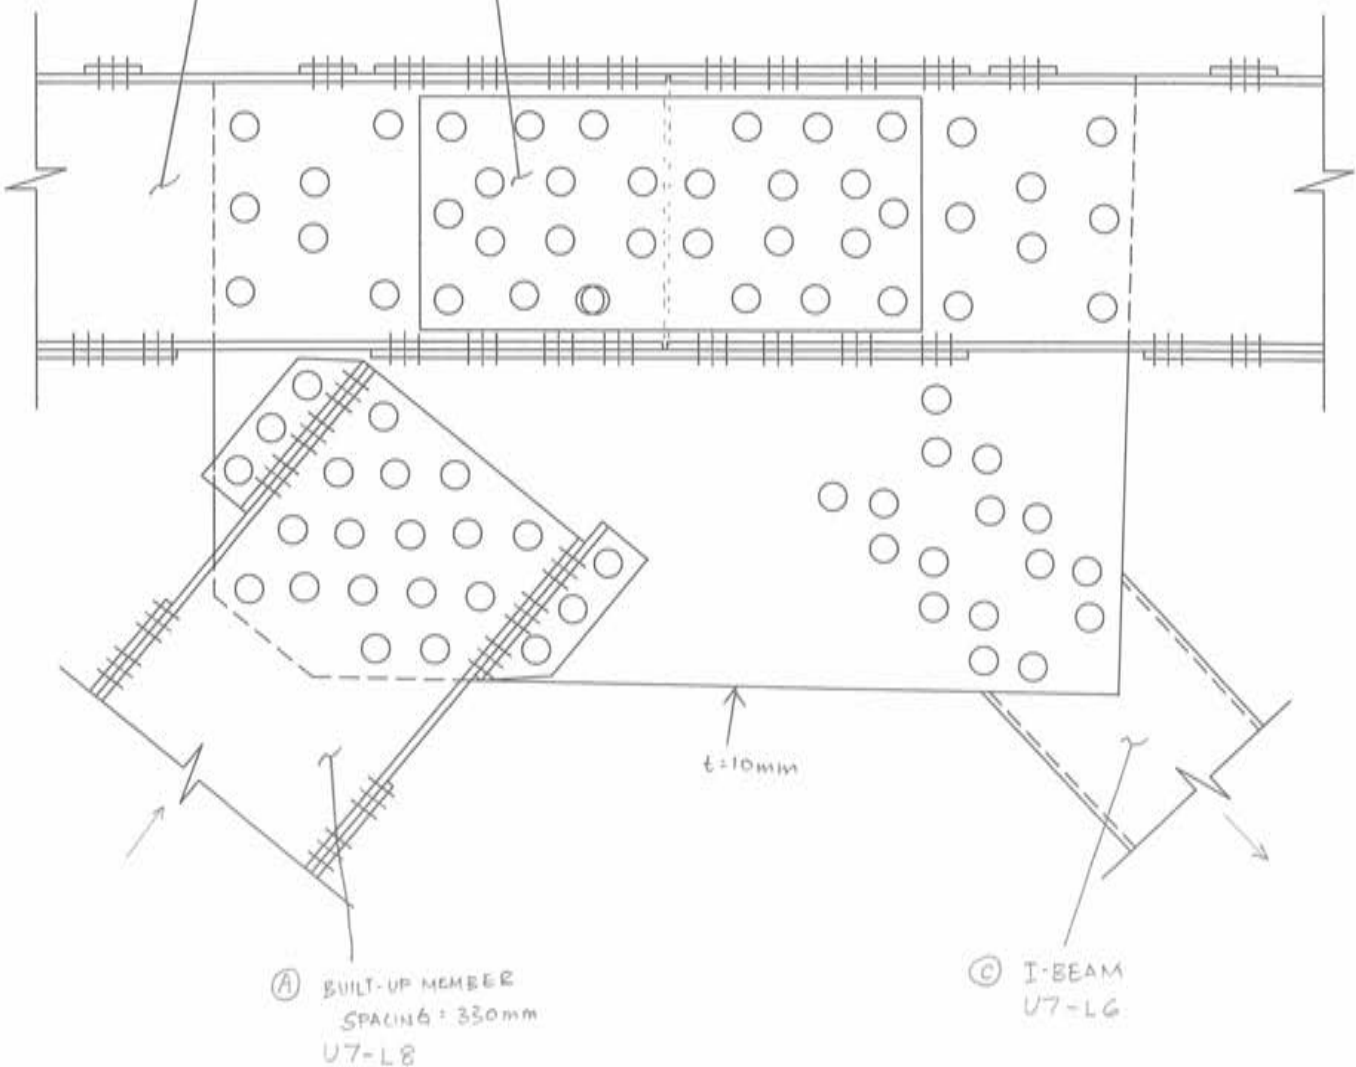 t=10mm
Ⓐ BUILT-UP MEMBER
SPACING: 330mm
U7-L8
Ⓒ I-BEAM
U7-L6